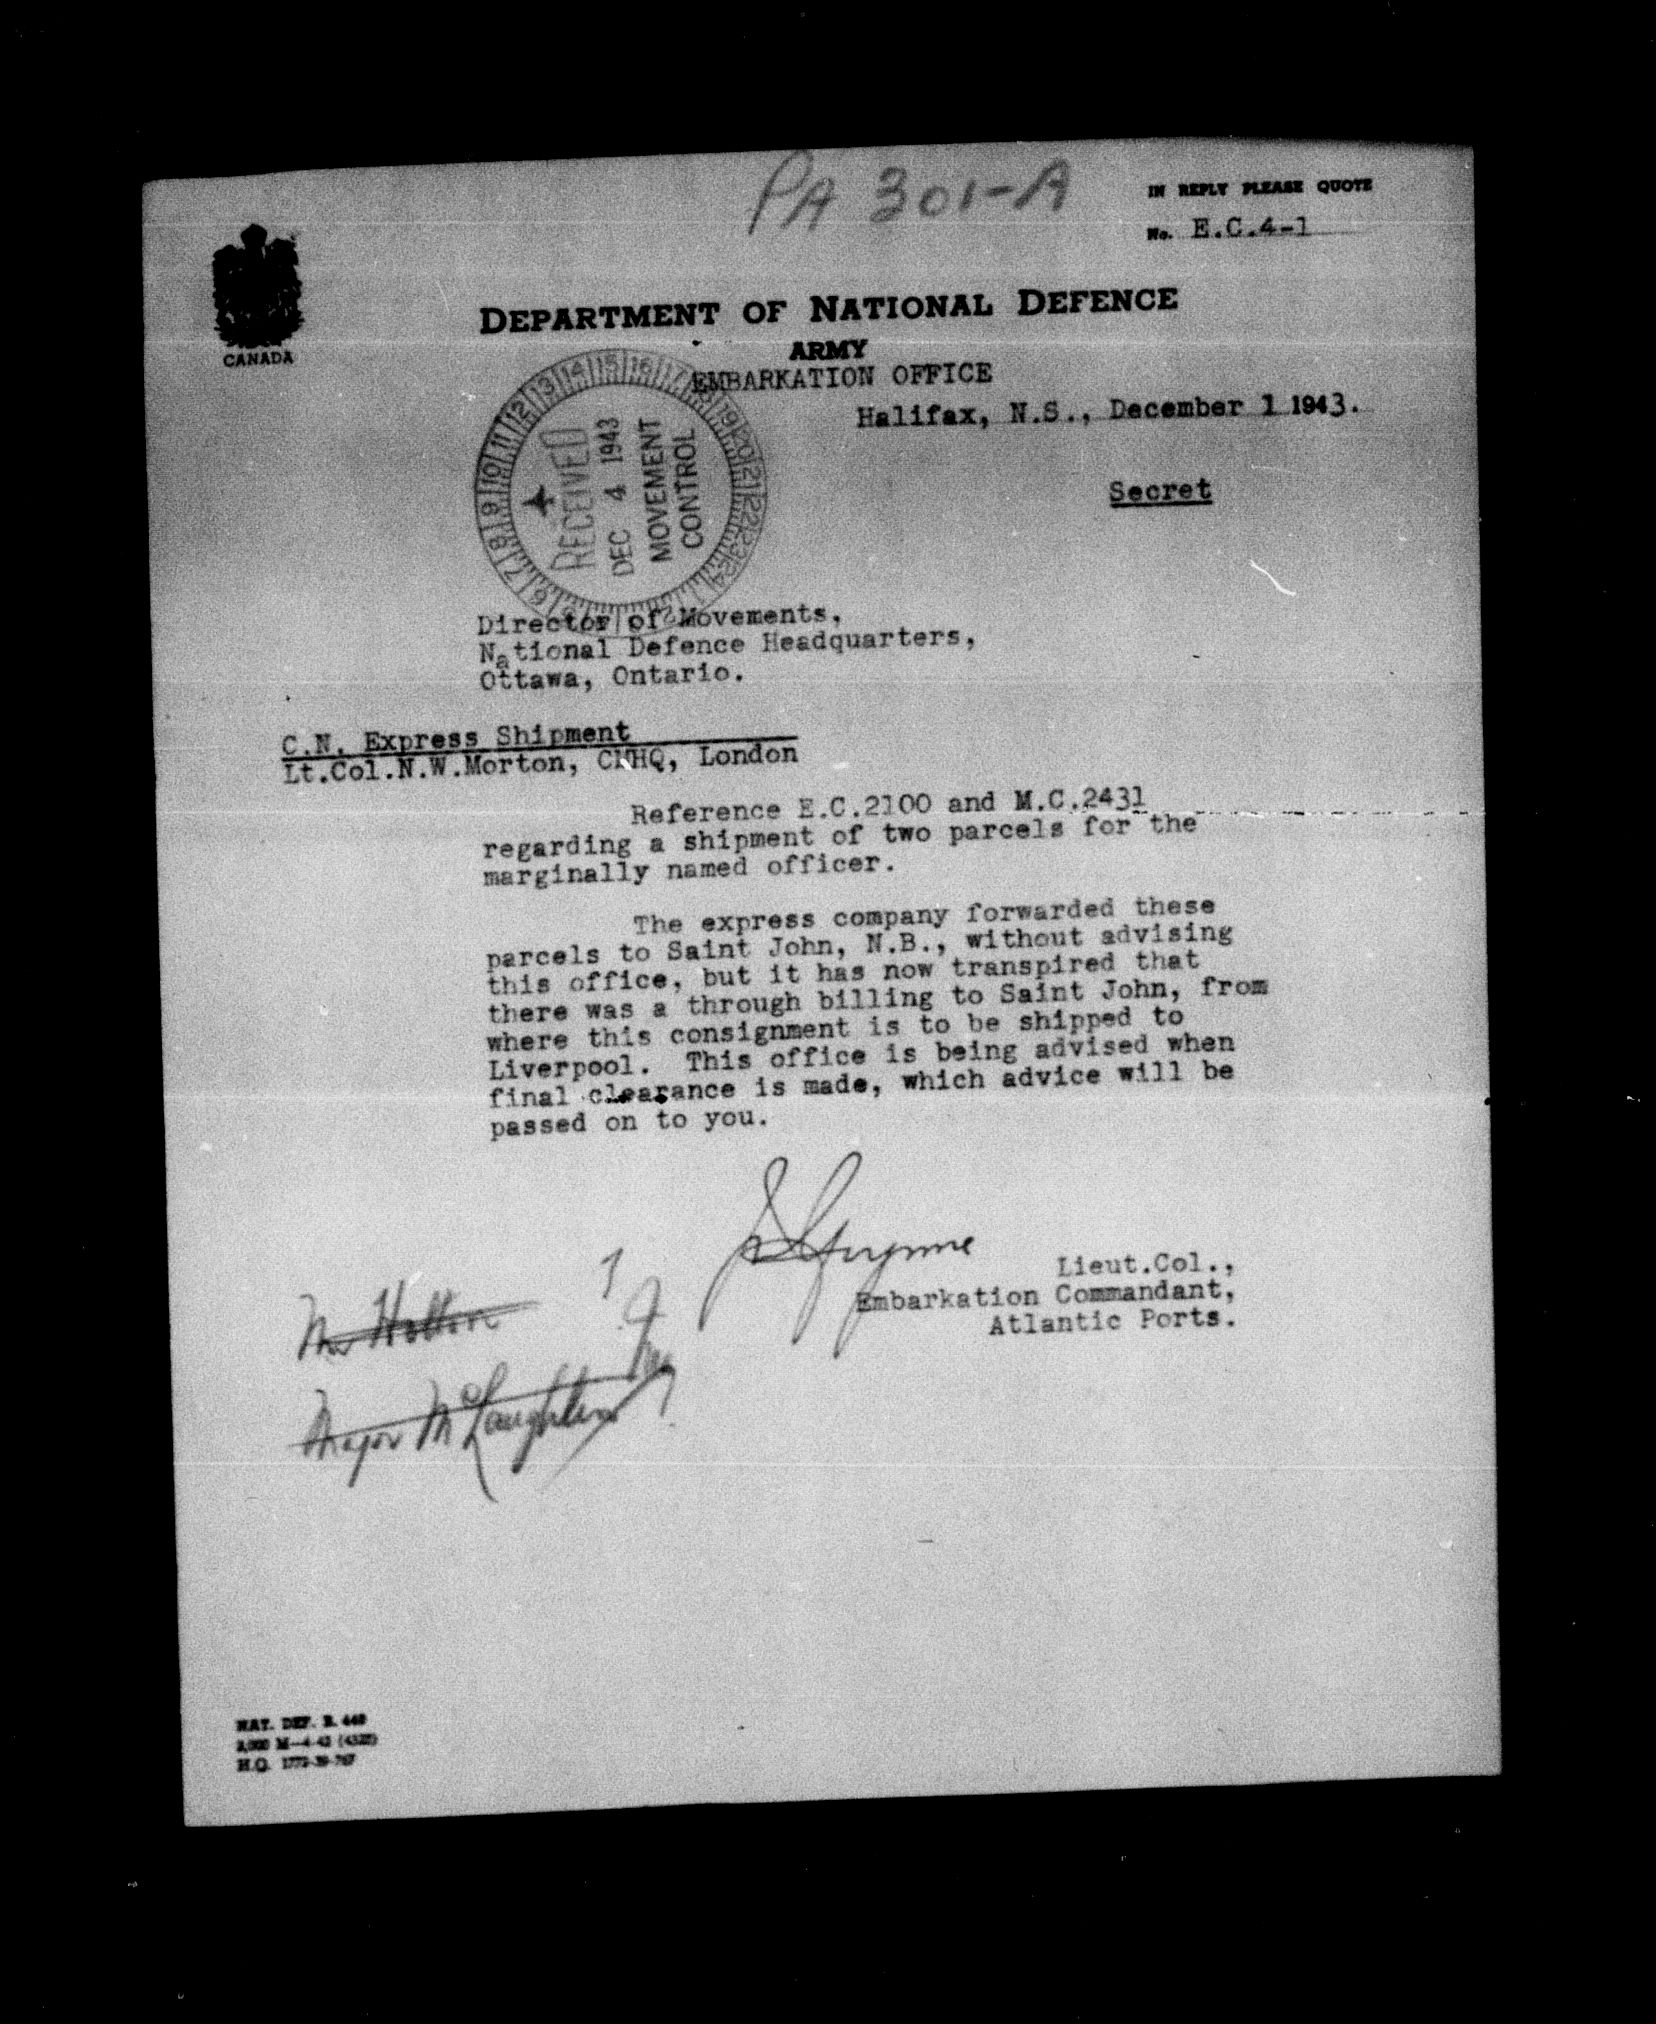 PA 301-A
IN REPLY PLEASE QUOTE
No. E.C.4-1
CANADA
DEPARTMENT OF NATIONAL DEFENCE
ARMY
EMBARKATION OFFICE
Halifax, N.S., December 1 1943.
Secret
RECEIVED
DEC 4 1943
MOVEMENT
CONTROL
Director of Movements,
National Defence Headquarters,
Ottawa, Ontario.
C.N. Express Shipment
Lt.Col.N.W.Morton, CMHQ, London
Reference E.C.2100 and M.C.2431
regarding a shipment of two parcels for the
marginally named officer.
The express company forwarded these
parcels to Saint John, N.B., without advising
this office, but it has now transpired that
there was a through billing to Saint John, from
where this consignment is to be shipped to
Liverpool. This office is being advised when
final clearance is made, which advice will be
passed on to you.
Lieut.Col.,
Embarkation Commandant,
Atlantic Ports.
Major McLaughlin
NAT. DEF. B. 448
H.Q.